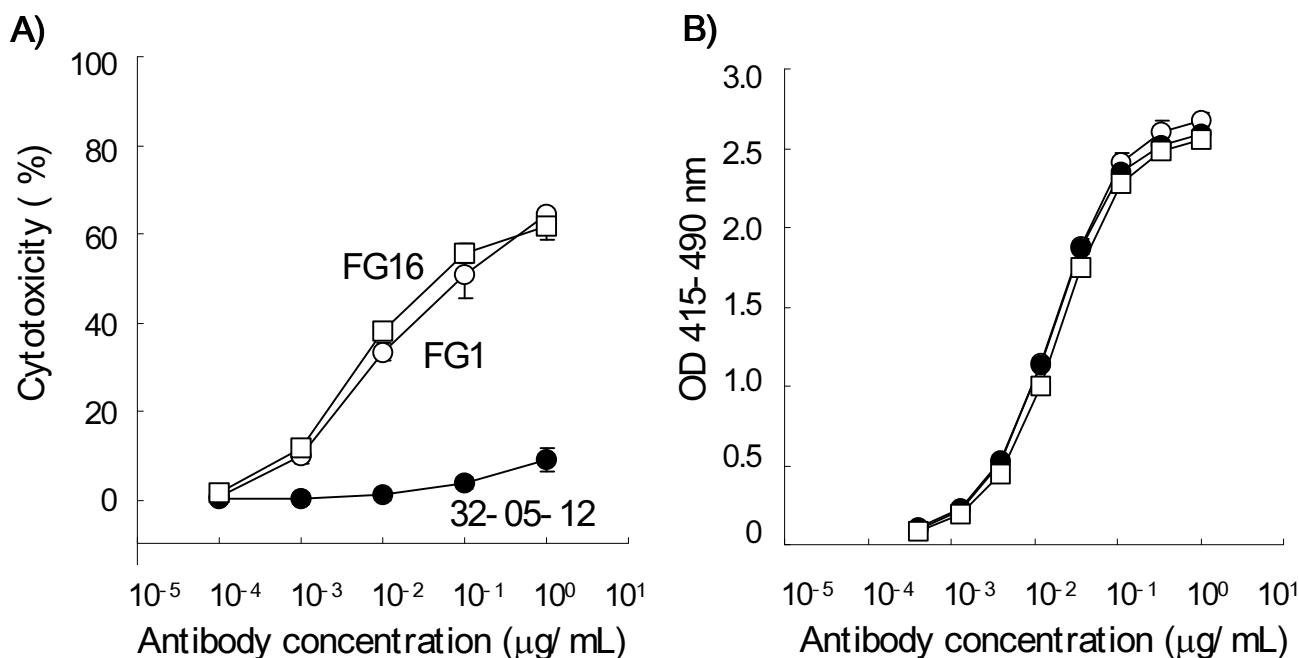 A)
100
80
60
40
20
0
Cytotoxicity ( %)
FG16
FG1
32- 05- 12
10-5 10-4 10-3 10-2 10-1 100 101
Antibody concentration (μg/ mL)
B)
3.0
2.5
2.0
1.5
1.0
0.5
0
OD 415- 490 nm
10-5 10-4 10-3 10-2 10-1 100 101
Antibody concentration (μg/ mL)